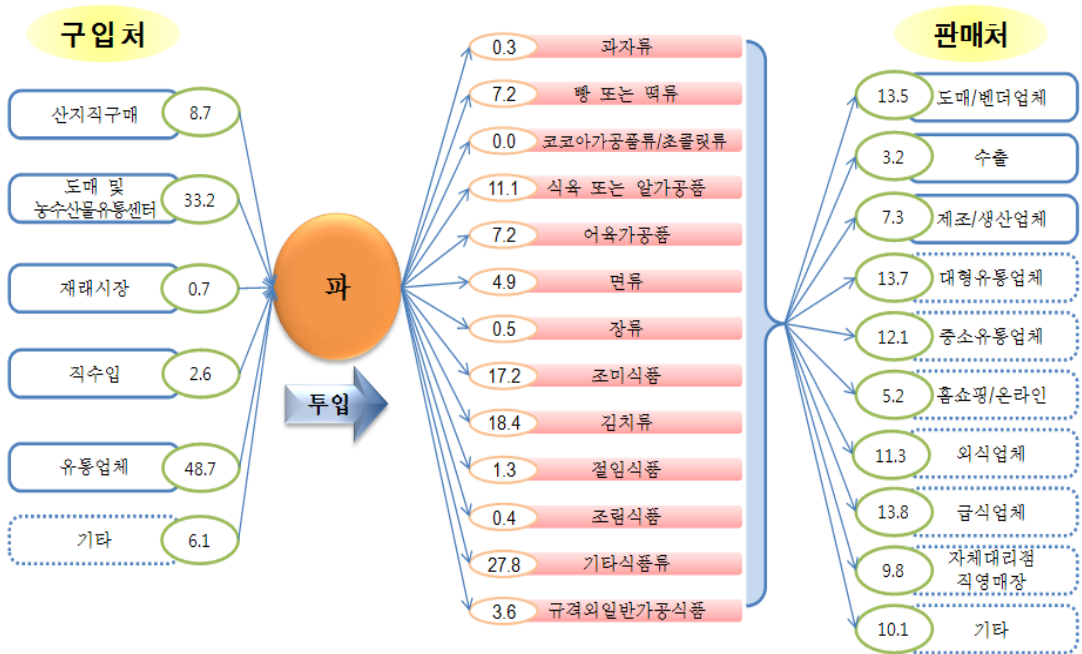 구입처
산지직구매 8.7
도매 및
농수산물유통센터 33.2
재래시장 0.7
직수입 2.6
유통업체 48.7
기타 6.1
파
투입
0.3 과자류
7.2 빵 또는 떡류
0.0 코코아가공품류/초콜릿류
11.1 식육 또는 알가공품
7.2 어육가공품
4.9 면류
0.5 장류
17.2 조미식품
18.4 김치류
1.3 절임식품
0.4 조림식품
27.8 기타식품류
3.6 규격외일반가공식품
판매처
13.5 도매/벤더업체
3.2 수출
7.3 제조/생산업체
13.7 대형유통업체
12.1 중소유통업체
5.2 홈쇼핑/온라인
11.3 외식업체
13.8 급식업체
9.8 자체대리점
직영매장
10.1 기타